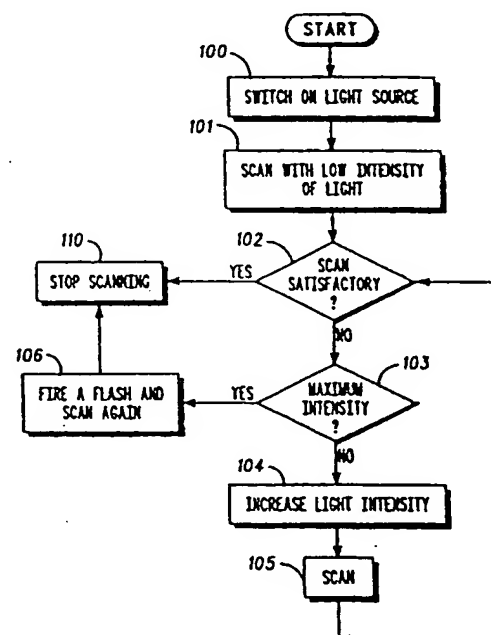 START
100
SWITCH ON LIGHT SOURCE
101
SCAN WITH LOW INTENSITY
OF LIGHT
110
STOP SCANNING
YES
102
SCAN
SATISFACTORY
?
NO
106
FIRE A FLASH AND
SCAN AGAIN
YES
103
MAXIMUM
INTENSITY
?
NO
104
INCREASE LIGHT INTENSITY
105
SCAN